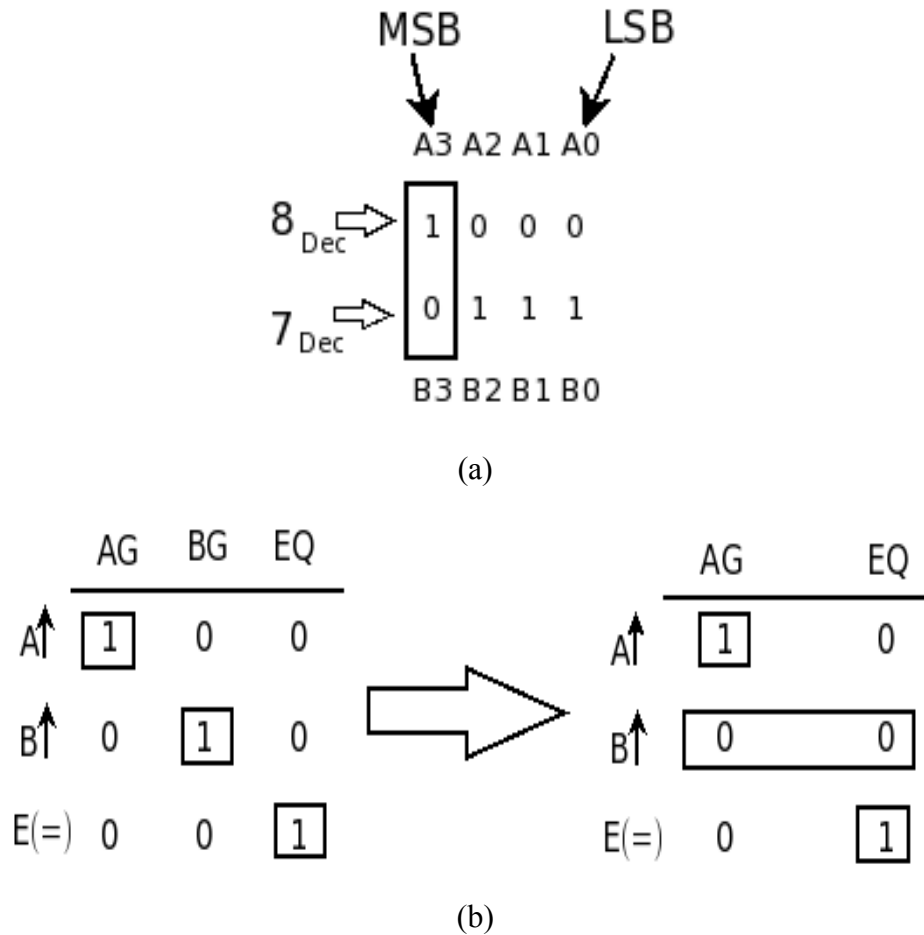 MSB LSB
A3 A2 A1 A0
8Dec 1 0 0 0
7Dec 0 1 1 1
B3 B2 B1 B0
(a)
AG BG EQ AG EQ
A 1 0 0 A 1 0
B 0 1 0 B 0 0
E(=) 0 0 1 E(=) 0 1
(b)